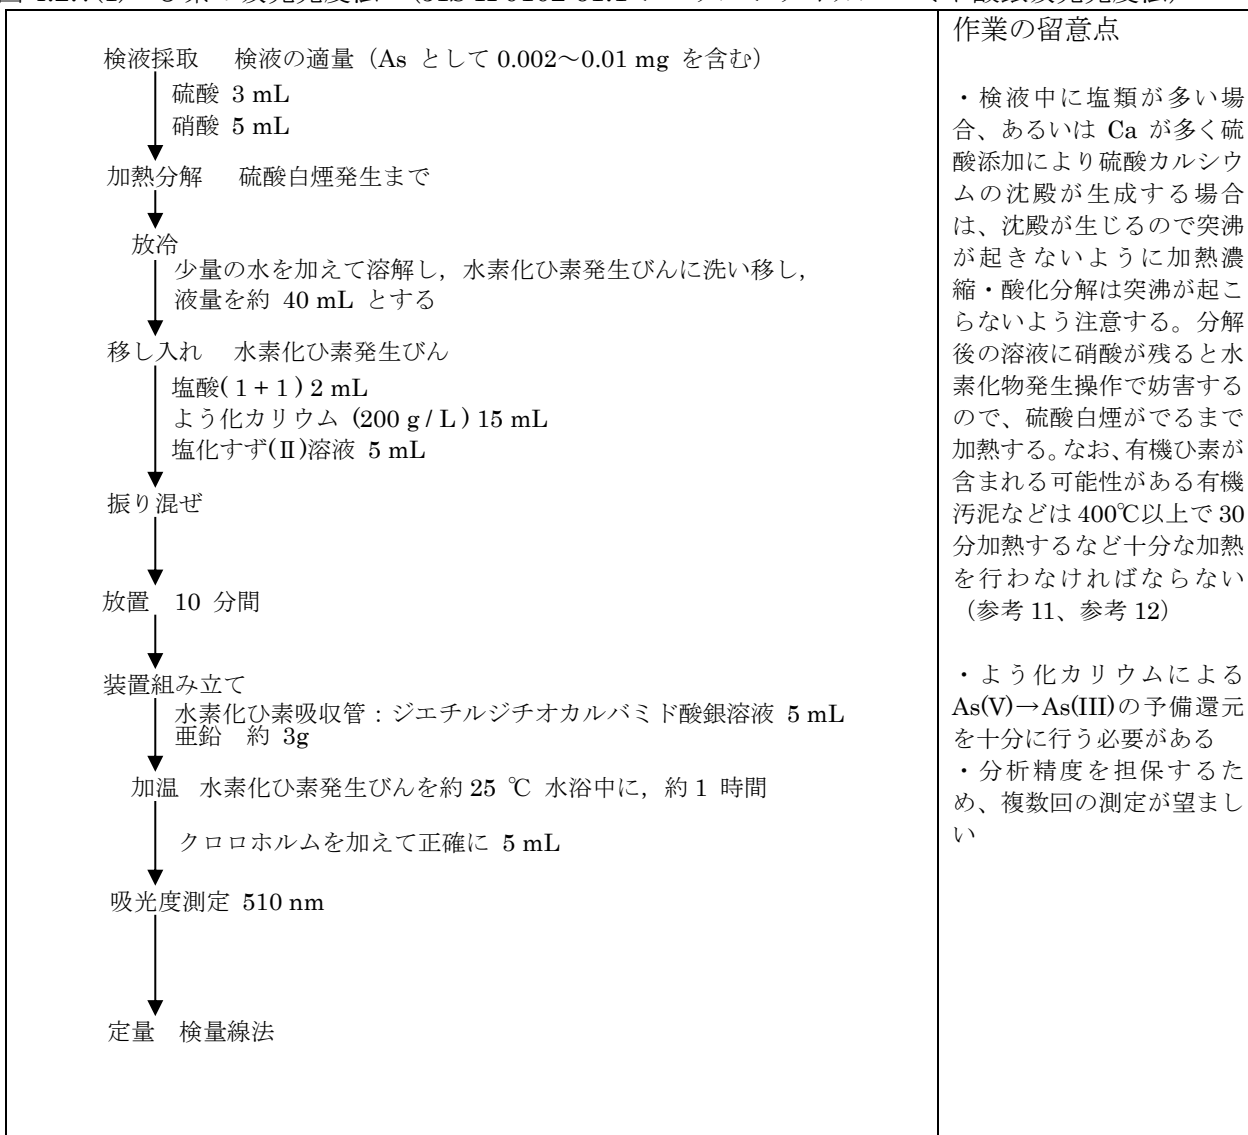 検液採取 検液の適量（As として 0.002～0.01 mg を含む）
硫酸 3 mL
硝酸 5 mL
加熱分解 硫酸白煙発生まで
放冷
少量の水を加えて溶解し，水素化ひ素発生びんに洗い移し，
液量を約 40 mL とする
移し入れ 水素化ひ素発生びん
塩酸( 1 + 1 ) 2 mL
よう化カリウム (200 g / L ) 15 mL
塩化すず(Ⅱ)溶液 5 mL
振り混ぜ
放置 10 分間
装置組み立て
水素化ひ素吸収管：ジエチルジチオカルバミド酸銀溶液 5 mL
亜鉛 約 3g
加温 水素化ひ素発生びんを約 25 ℃ 水浴中に，約 1 時間
クロロホルムを加えて正確に 5 mL
吸光度測定 510 nm
定量 検量線法
作業の留意点
・検液中に塩類が多い場
合、あるいは Ca が多く硫
酸添加により硫酸カルシウ
ムの沈殿が生成する場合
は、沈殿が生じるので突沸
が起きないように加熱濃
縮・酸化分解は突沸が起こ
らないよう注意する。分解
後の溶液に硝酸が残ると水
素化物発生操作で妨害する
ので、硫酸白煙がでるまで
加熱する。なお、有機ひ素が
含まれる可能性がある有機
汚泥などは 400℃以上で 30
分加熱するなど十分な加熱
を行わなければならない
（参考 11、参考 12）
・よう化カリウムによる
As(V)→As(III)の予備還元
を十分に行う必要がある
・分析精度を担保するた
め、複数回の測定が望まし
い